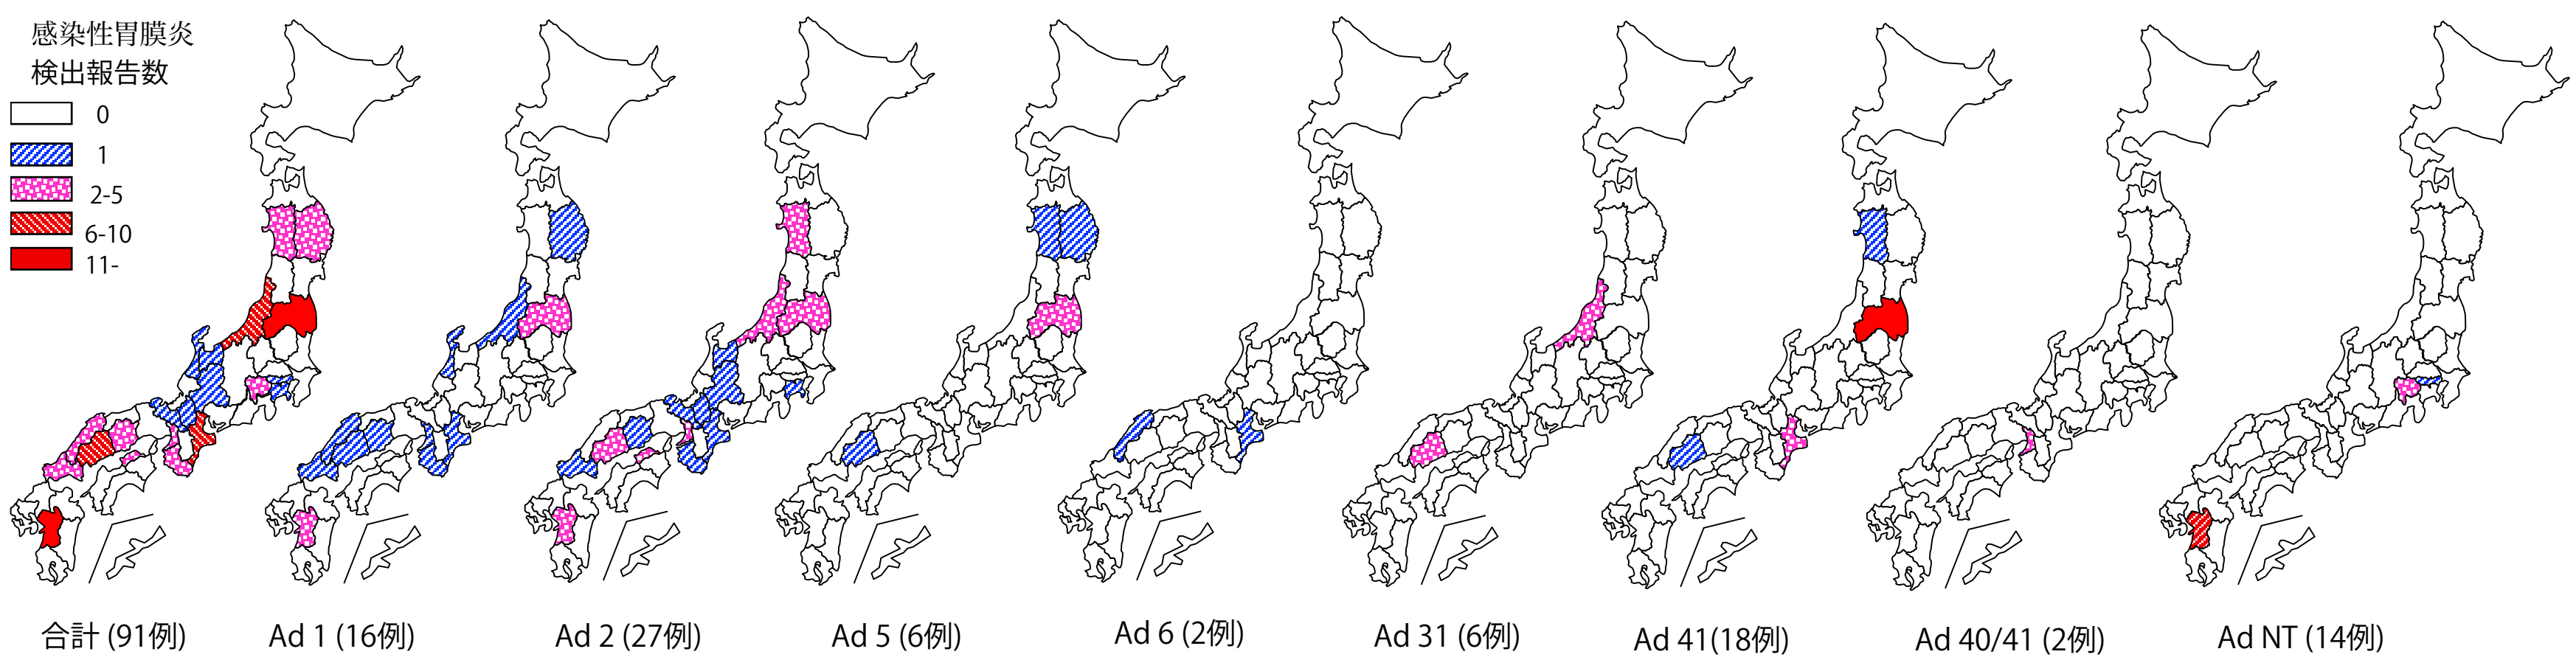 感染性胃膜炎
検出報告数
0
1
2-5
6-10
11-
合計 (91例)
Ad 1 (16例)
Ad 2 (27例)
Ad 5 (6例)
Ad 6 (2例)
Ad 31 (6例)
Ad 41(18例)
Ad 40/41 (2例)
Ad NT (14例)